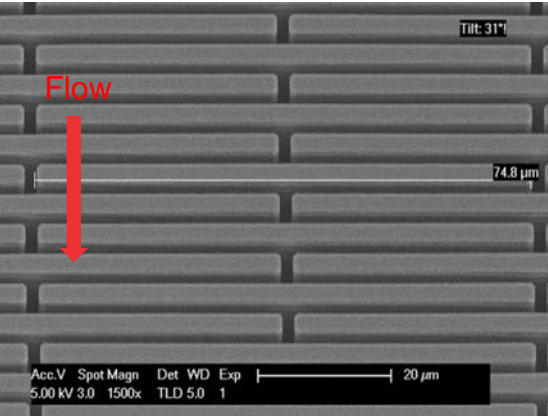 Tilt: 31°!
Flow
74.8 µm
Acc.V Spot Magn Det WD Exp 20 µm
5.00 kV 3.0 1500x TLD 5.0 1